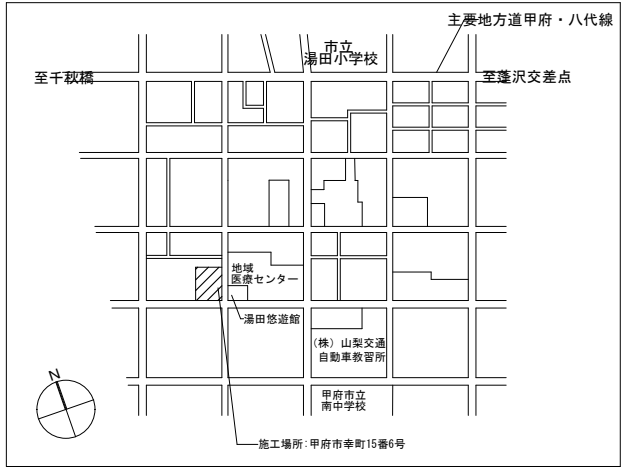 主要地方道甲府・八代線
市立
湯田小学校
至千秋橋
至蓬沢交差点
地域
医療センター
湯田悠遊館
（株）山梨交通
自動車教習所
甲府市立
南中学校
N
施工場所：甲府市幸町15番6号